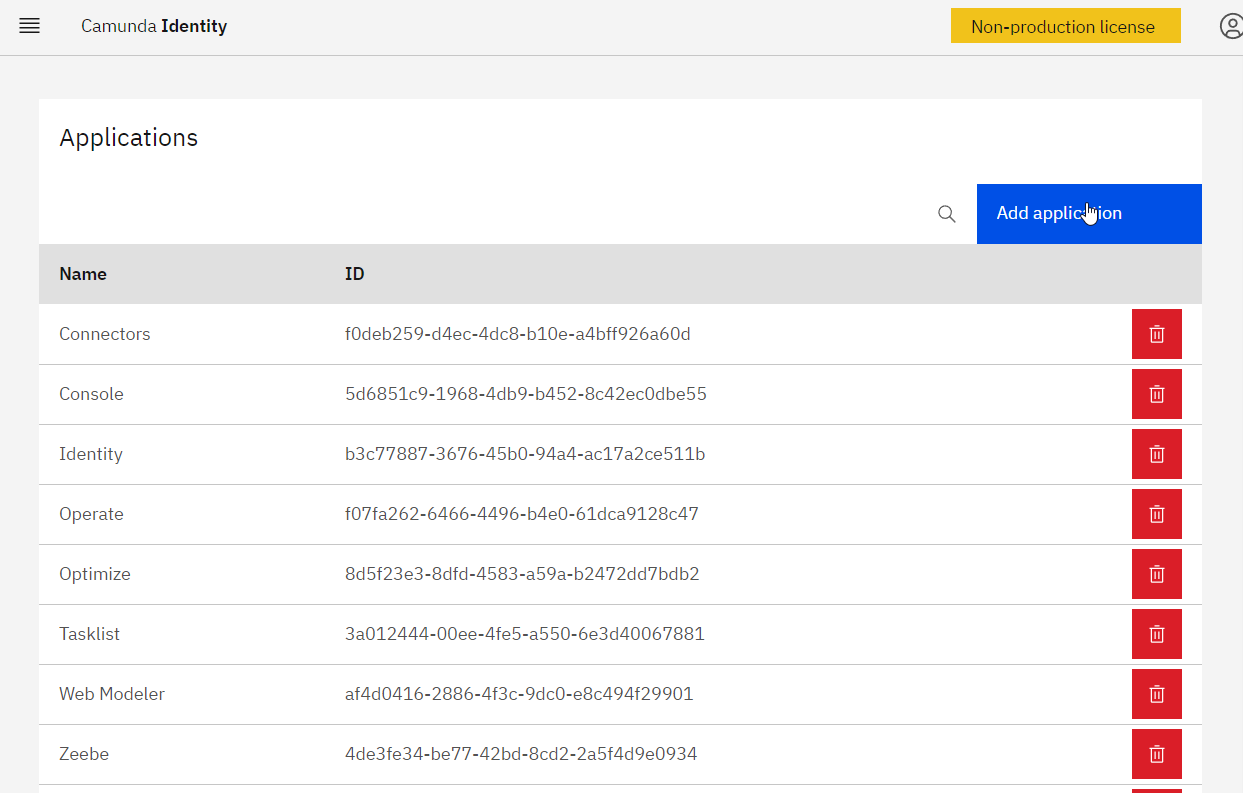 Camunda Identity
Non-production license
Applications
Add application
Name ID
Connectors f0deb259-d4ec-4dc8-b10e-a4bff926a60d
Console 5d6851c9-1968-4db9-b452-8c42ec0dbe55
Identity b3c77887-3676-45b0-94a4-ac17a2ce511b
Operate f07fa262-6466-4496-b4e0-61dca9128c47
Optimize 8d5f23e3-8dfd-4583-a59a-b2472dd7bdb2
Tasklist 3a012444-00ee-4fe5-a550-6e3d40067881
Web Modeler af4d0416-2886-4f3c-9dc0-e8c494f29901
Zeebe 4de3fe34-be77-42bd-8cd2-2a5f4d9e0934